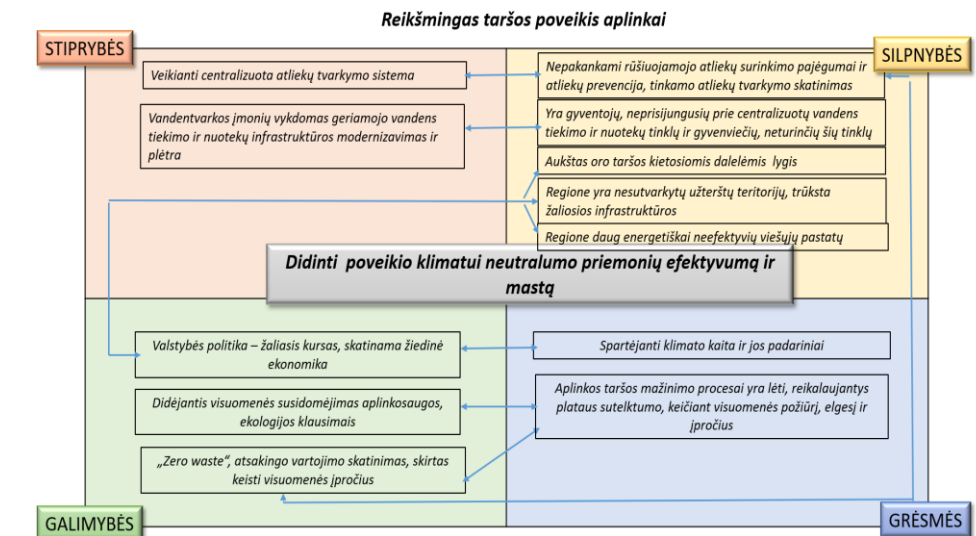 Reikšmingas taršos poveikis aplinkai
STIPRYBĖS
SILPNYBĖS
Veikianti centralizuota atliekų tvarkymo sistema
Vandentvarkos įmonių vykdomas geriamojo vandens
tiekimo ir nuotekų infrastruktūros modernizavimas ir
plėtra
Nepakankami rūšiuojamojo atliekų surinkimo pajėgumai ir
atliekų prevencija, tinkamo atliekų tvarkymo skatinimas
Yra gyventojų, neprisijungusių prie centralizuotų vandens
tiekimo ir nuotekų tinklų ir gyvenviečių, neturinčių šių tinklų
Aukštas oro taršos kietosiomis dalelėmis lygis
Regione yra nesutvarkytų užterštų teritorijų, trūksta
žaliosios infrastruktūros
Regione daug energetiškai neefektyvių viešųjų pastatų
Didinti poveikio klimatui neutralumo priemonių efektyvumą ir
mastą
Valstybės politika – žaliasis kursas, skatinama žiedinė
ekonomika
Didėjantis visuomenės susidomėjimas aplinkosaugos,
ekologijos klausimais
„Zero waste“, atsakingo vartojimo skatinimas, skirtas
keisti visuomenės įpročius
Spartėjanti klimato kaita ir jos padariniai
Aplinkos taršos mažinimo procesai yra lėti, reikalaujantys
plataus sutelktumo, keičiant visuomenės požiūrį, elgesį ir
įpročius
GALIMYBĖS
GRĖSMĖS